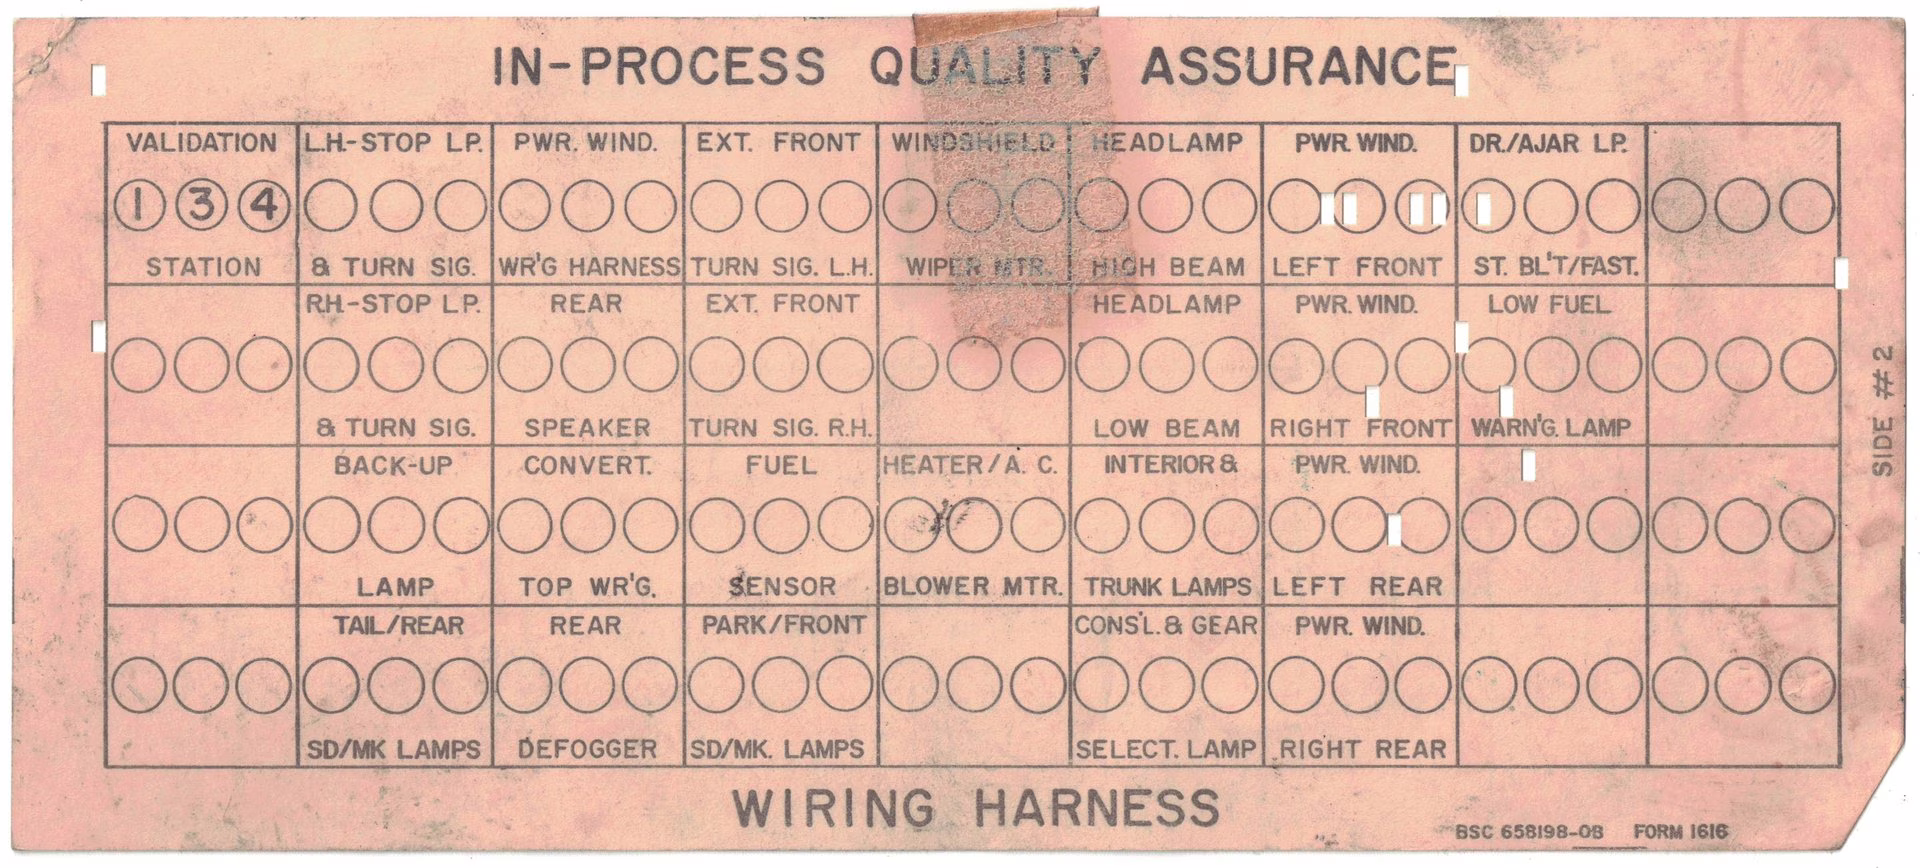 IN-PROCESS QUALITY ASSURANCE
VALIDATION L.H.-STOP LP. PWR. WIND. EXT. FRONT WINDSHIELD HEADLAMP PWR. WIND. DR./AJAR LP.
1 3 4
STATION & TURN SIG. WR'G HARNESS TURN SIG. L.H. WIPER MTR. HIGH BEAM LEFT FRONT ST. BL'T/FAST.
R.H.-STOP LP. REAR EXT. FRONT HEADLAMP PWR. WIND. LOW FUEL
& TURN SIG. SPEAKER TURN SIG. R.H. LOW BEAM RIGHT FRONT WARN'G. LAMP
BACK-UP CONVERT. FUEL HEATER/A. C. INTERIOR & PWR. WIND.
LAMP TOP WR'G. SENSOR BLOWER MTR. TRUNK LAMPS LEFT REAR
TAIL/REAR REAR PARK/FRONT CONS'L. & GEAR PWR. WIND.
SD/MK LAMPS DEFOGGER SD/MK. LAMPS SELECT. LAMP RIGHT REAR
SIDE #2
WIRING HARNESS
BSC 658198-08 FORM 1616